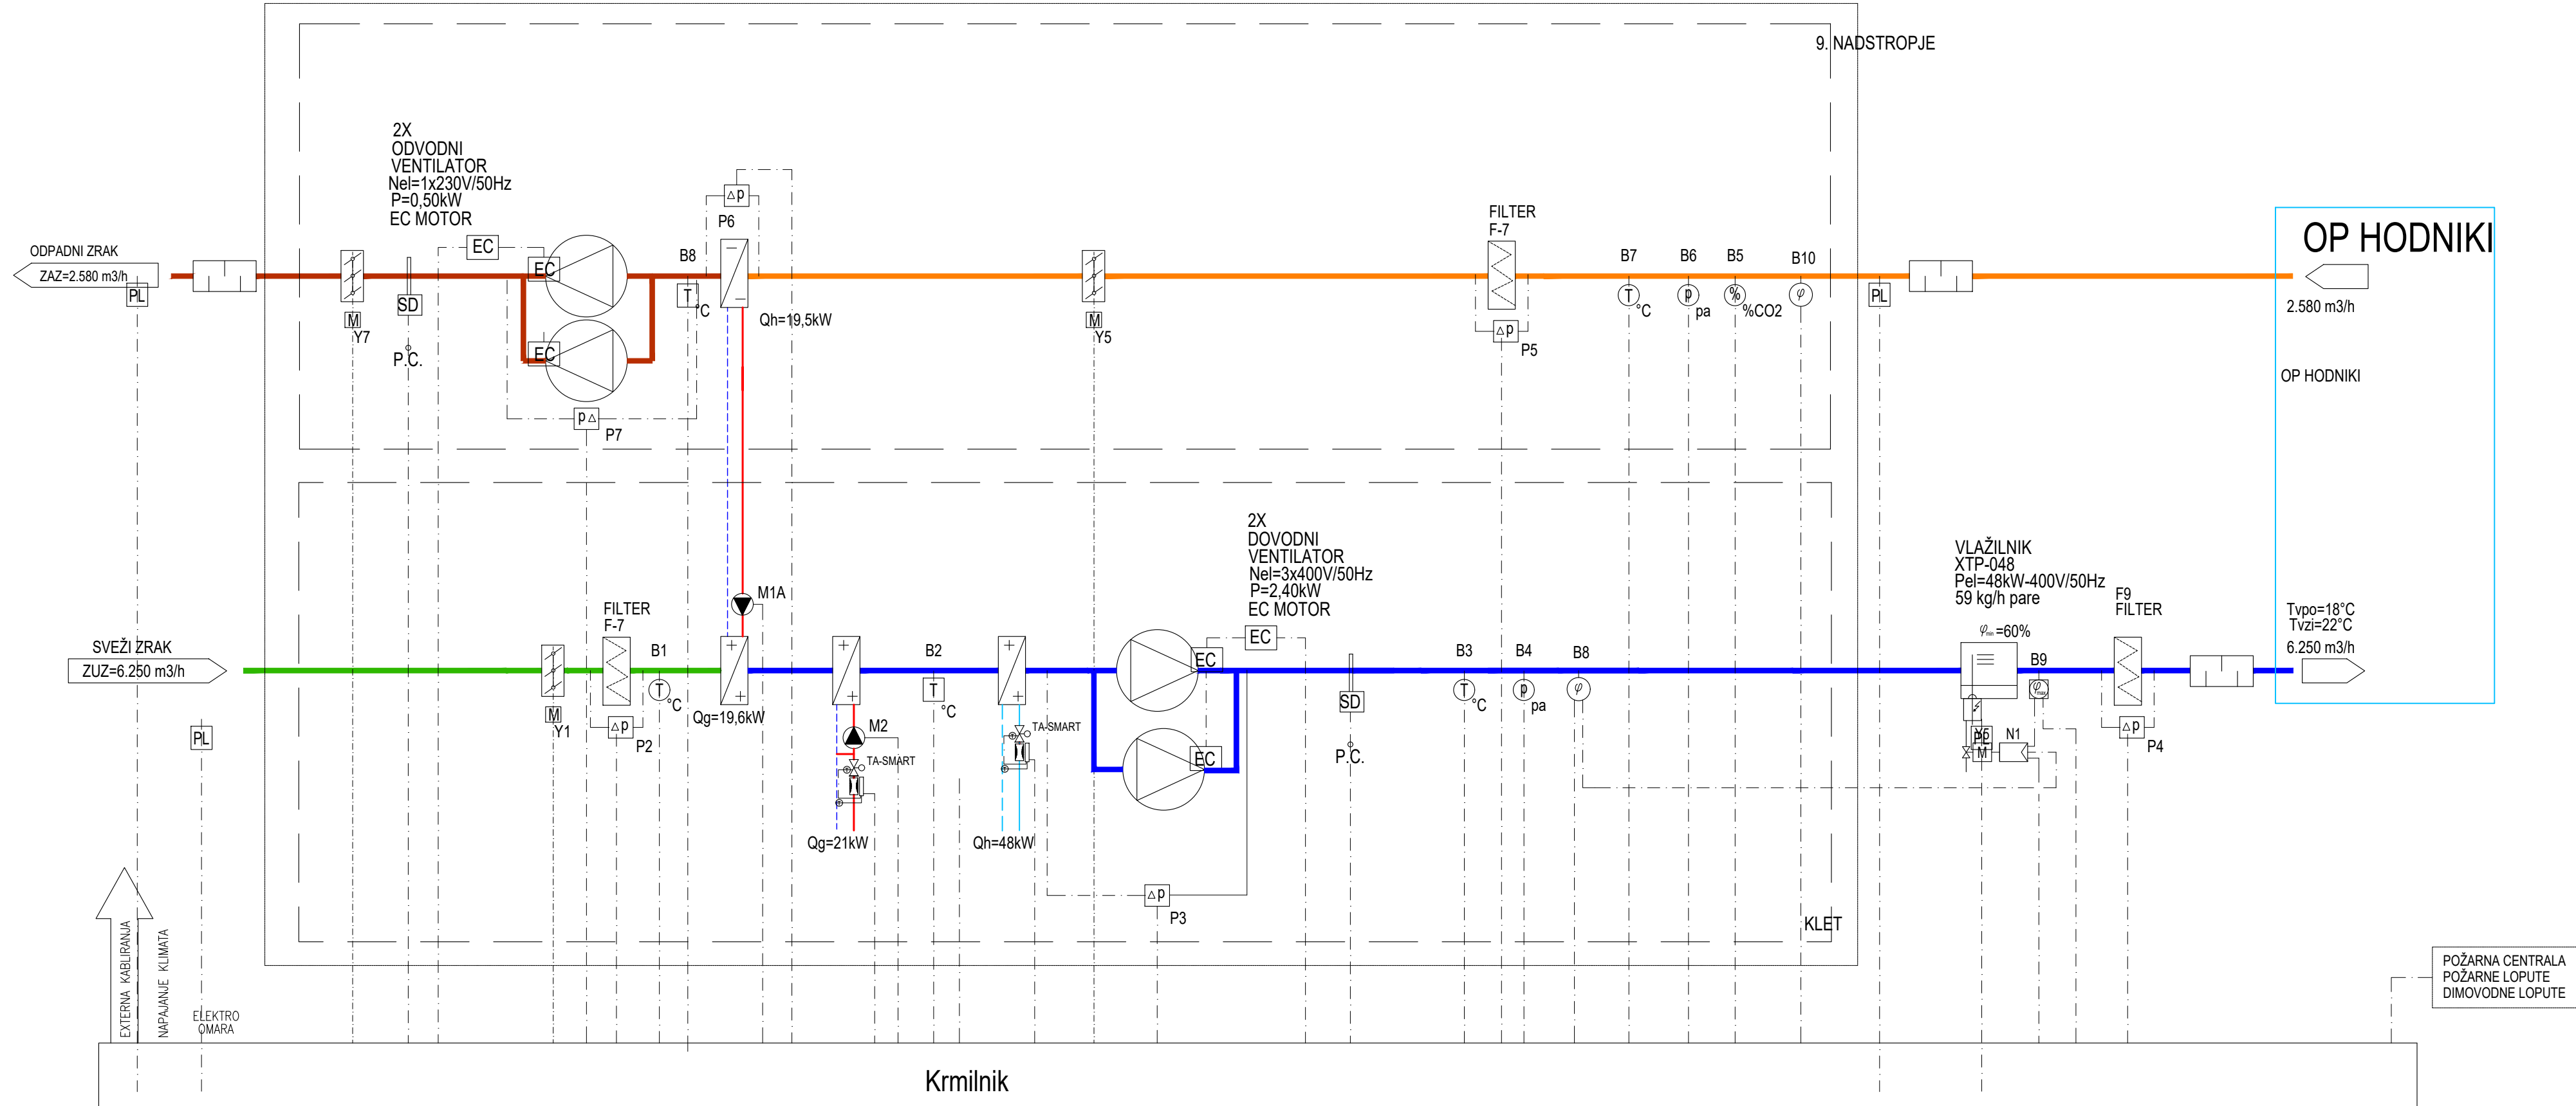 9. NADSTROPJE
2X
ODVODNI
VENTILATOR
Nel=1x230V/50Hz
P=0,50kW
EC MOTOR
ODPADNI ZRAK
ZAZ=2.580 m3/h
PL
M
Y7
SD
P.C.
EC
EC
EC
p
P7
B8
T
°C
p
P6
Qh=19,5kW
M
Y5
FILTER
F-7
p
P5
B7
T
°C
B6
p
pa
B5
%
%CO2
B10
φ
PL
OP HODNIKI
2.580 m3/h
OP HODNIKI
SVEŽI ZRAK
ZUZ=6.250 m3/h
PL
M
Y1
FILTER
F-7
p
P2
B1
T
°C
M1A
Qg=19,6kW
M2
TA-SMART
Qg=21kW
B2
T
°C
TA-SMART
Qh=48kW
2X
DOVODNI
VENTILATOR
Nel=3x400V/50Hz
P=2,40kW
EC MOTOR
EC
EC
EC
p
P3
SD
P.C.
B3
T
°C
B4
p
pa
B8
φ
VLAŽILNIK
XTP-048
Pel=48kW-400V/50Hz
59 kg/h pare
φmin =60%
B9
φmax
PL
M
N1
F9
FILTER
p
P4
Tvpo=18°C
Tvzi=22°C
6.250 m3/h
KLET
EXTERNA KABLIRANJA
NAPAJANJE KLIMATA
ELEKTRO
OMARA
POŽARNA CENTRALA
POŽARNE LOPUTE
DIMOVODNE LOPUTE
Krmilnik